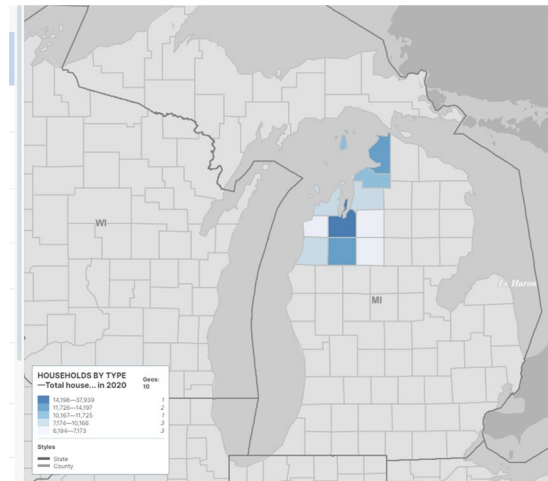 WI
MI
Lk Huron
HOUSEHOLDS BY TYPE
—Total house... in 2020
Geos:
10
14,198—37,939 1
11,726—14,197 2
10,167—11,725 1
7,174—10,166 3
6,194—7,173 3
Styles
State
County